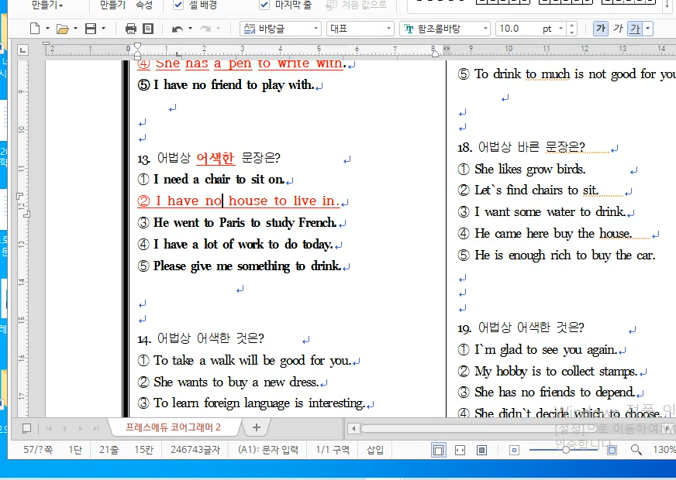 만들기 만들기 속성 셀 배경 마지막 줄 처음 값으로
바탕글 대표 함초롬바탕 10.0 pt 가 가 가
④ She has a pen to write with.
⑤ I have no friend to play with.
13. 어법상 어색한 문장은?
① I need a chair to sit on.
② I have no house to live in.
③ He went to Paris to study French.
④ I have a lot of work to do today.
⑤ Please give me something to drink.
14. 어법상 어색한 것은?
① To take a walk will be good for you.
② She wants to buy a new dress.
③ To learn foreign language is interesting.
⑤ To drink to much is not good for you
18. 어법상 바른 문장은?
① She likes grow birds.
② Let`s find chairs to sit.
③ I want some water to drink.
④ He came here buy the house.
⑤ He is enough rich to buy the car.
19. 어법상 어색한 것은?
① I`m glad to see you again.
② My hobby is to collect stamps.
③ She has no friends to depend.
④ She didn`t decide which to choose.
프레스에듀 코어그래머 2
57/?쪽 1단 21줄 15칸 246743글자 (A1): 문자 입력 1/1 구역 삽입 130%